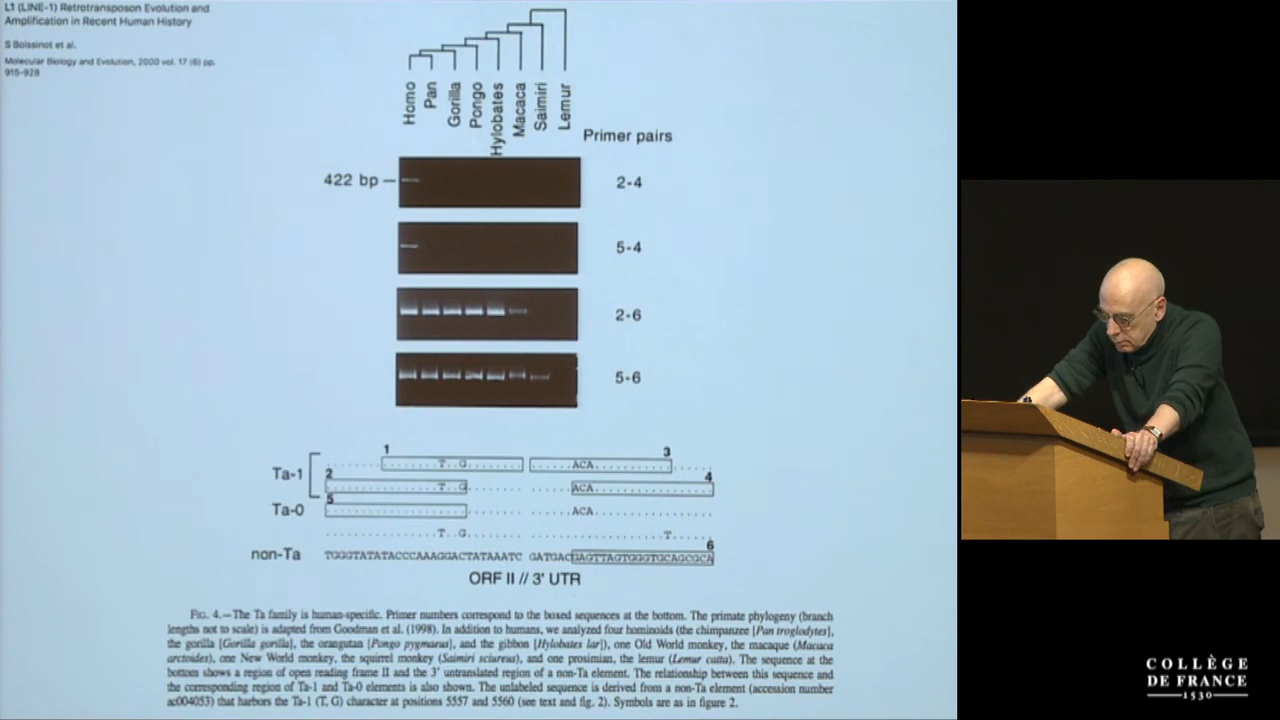 L1 (LINE-1) Retrotransposon Evolution and
Amplification in Recent Human History
S Boissinot et al.
Molecular Biology and Evolution, 2000 vol. 17 (6) pp.
915-928
Homo
Pan
Gorilla
Pongo
Hylobates
Macaca
Saimiri
Lemur
Primer pairs
422 bp
2-4
5-4
2-6
5-6
1
3
T..G
ACA
Ta-1
2
4
T..G
ACA
5
Ta-0
ACA
T..G
T
6
non-Ta
TGGGTATATACCCAAAGGACTATAAATC GATGACGAGTTAGTGGGTGCAGCGCA
ORF II // 3' UTR
FIG. 4.—The Ta family is human-specific. Primer numbers correspond to the boxed sequences at the bottom. The primate phylogeny (branch
lengths not to scale) is adapted from Goodman et al. (1998). In addition to humans, we analyzed four hominoids (the chimpanzee [Pan troglodytes],
the gorilla [Gorilla gorilla], the orangutan [Pongo pygmaeus], and the gibbon [Hylobates lar]), one Old World monkey, the macaque (Macaca
arctoides), one New World monkey, the squirrel monkey (Saimiri sciureus), and one prosimian, the lemur (Lemur catta). The sequence at the
bottom shows a region of open reading frame II and the 3' untranslated region of a non-Ta element. The relationship between this sequence and
the corresponding region of Ta-1 and Ta-0 elements is also shown. The unlabeled sequence is derived from a non-Ta element (accession number
ac004053) that harbors the Ta-1 (T, G) character at positions 5557 and 5560 (see text and fig. 2). Symbols are as in figure 2.
COLLÈGE
DE FRANCE
1530